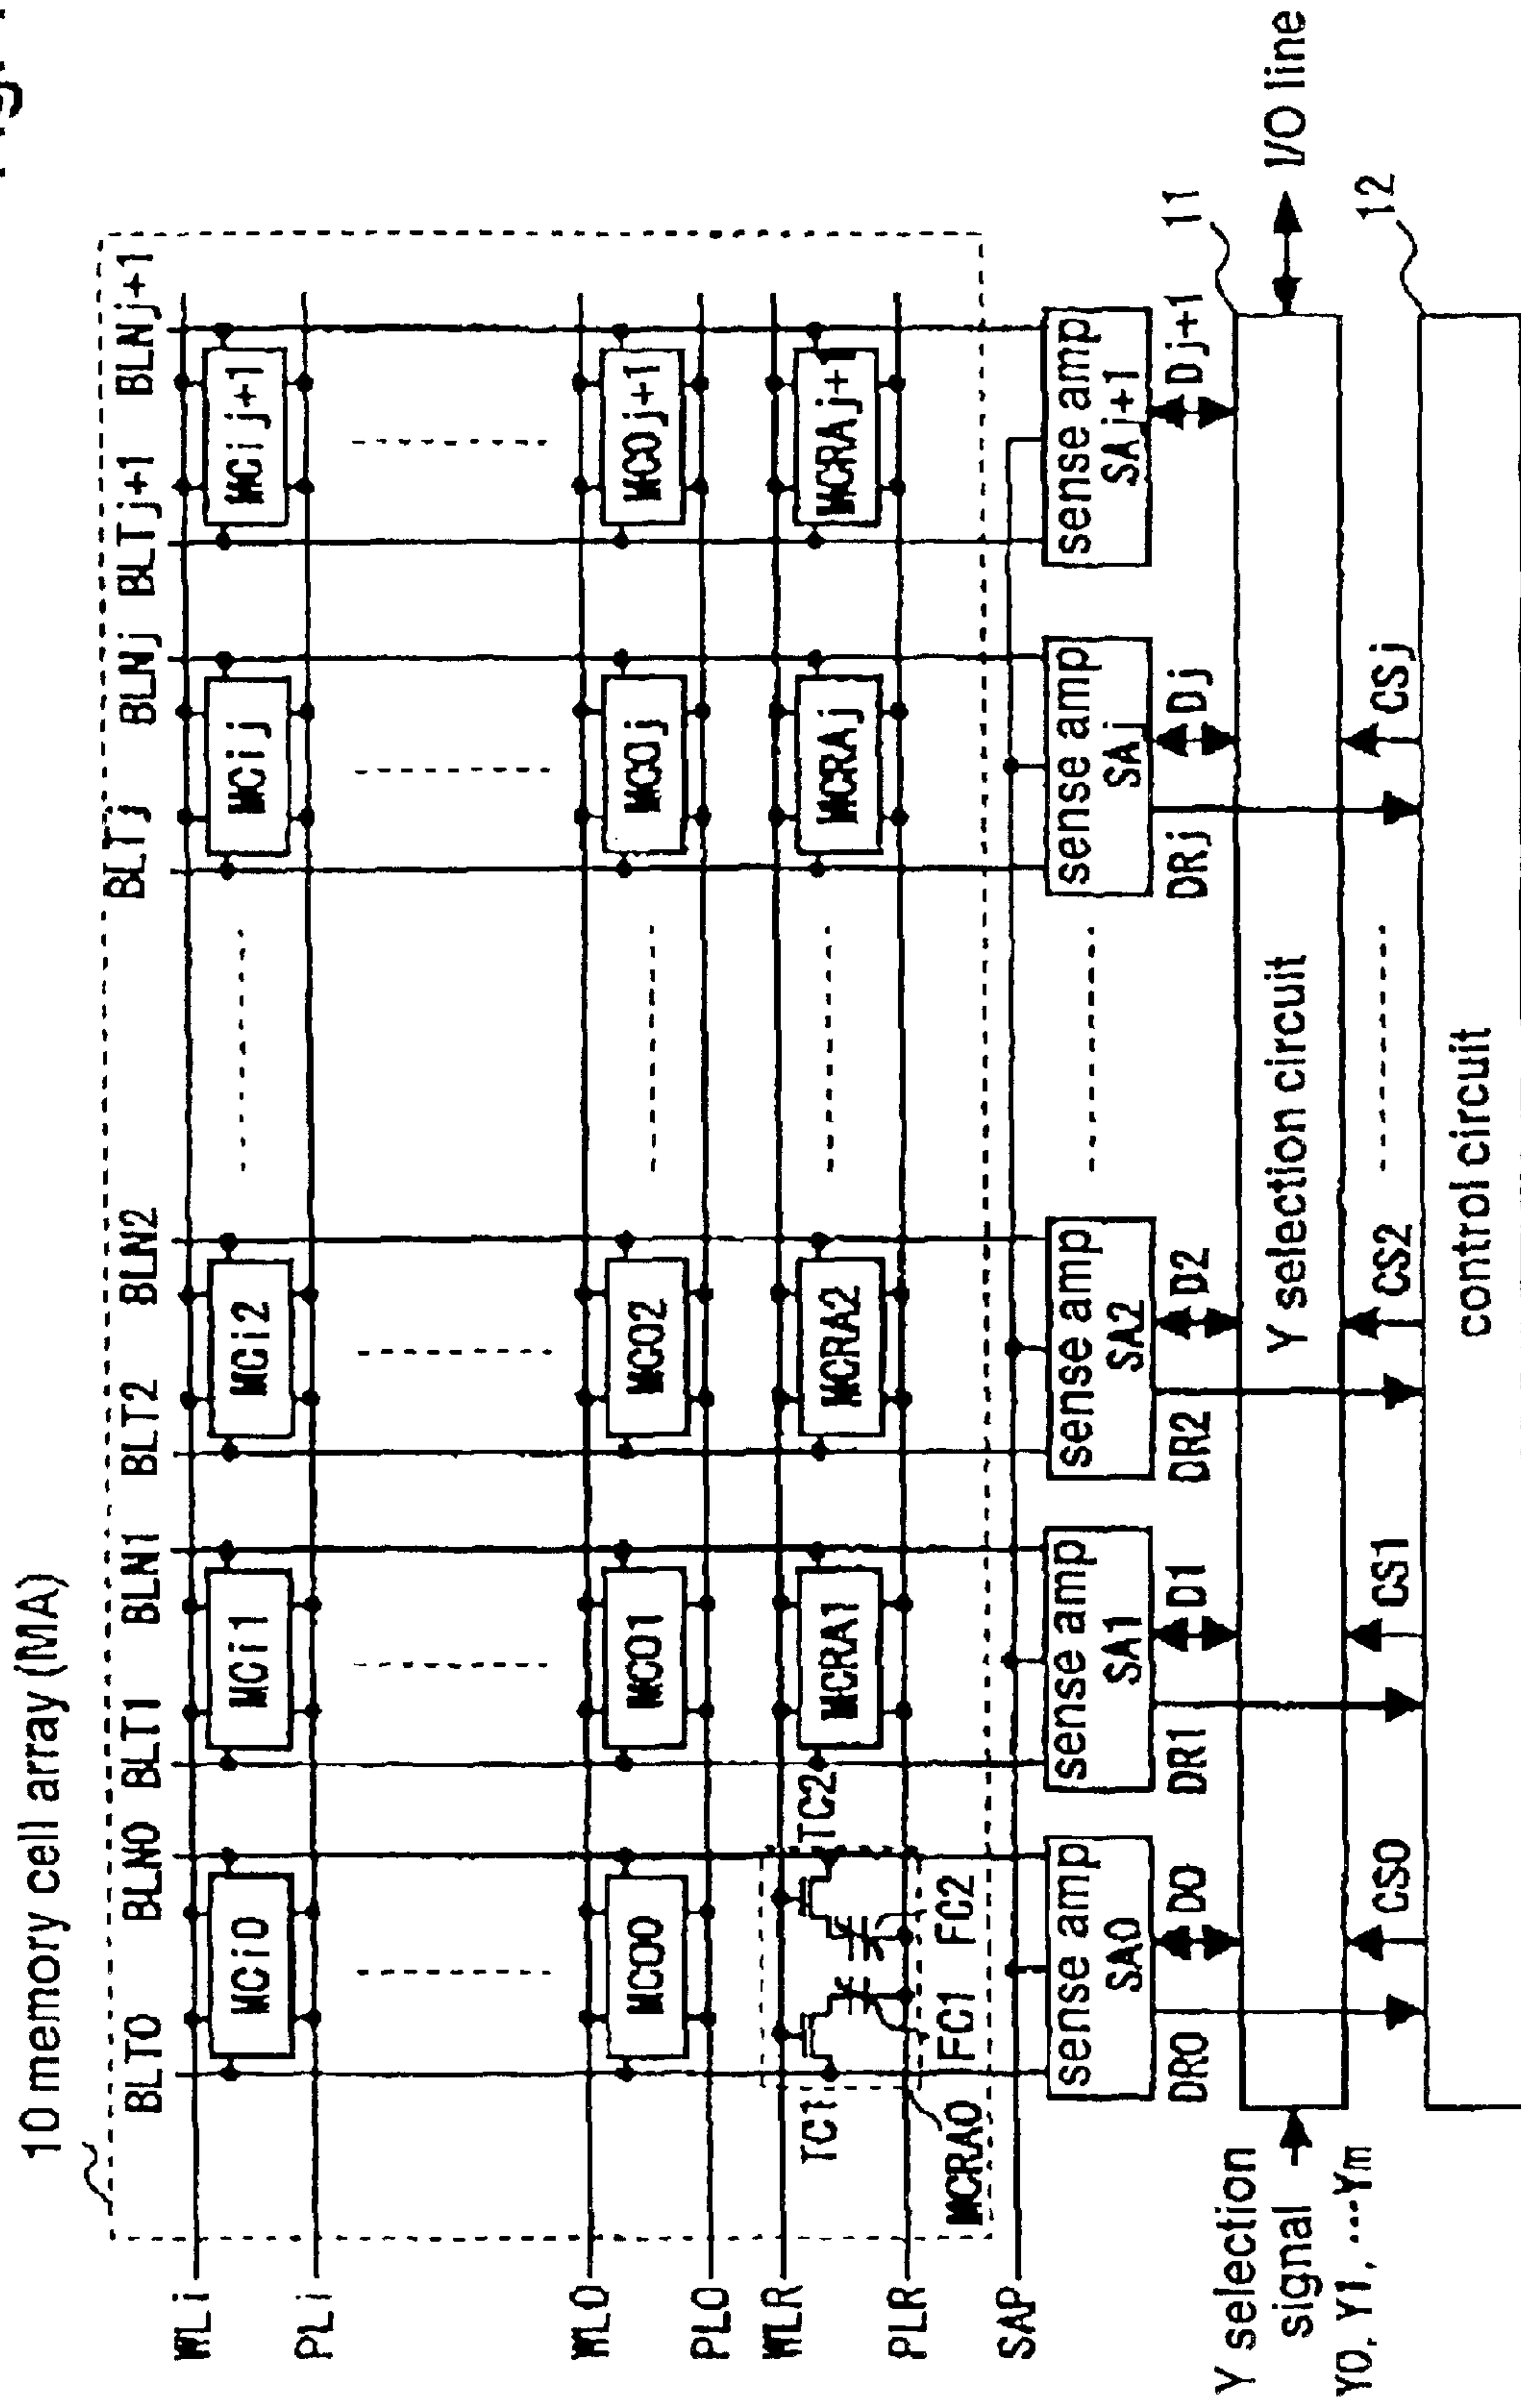 10 memory cell array (MA)
BLT0 BLN0 BLT1 BLN1 BLT2 BLN2 BLTj BLNj BLTj+1 BLNj+1
WLi
MCi0 MCi1 MCi2 MCij MCij+1
PLi
WL0
MC00 MC01 MC02 MC0j MC0j+1
PL0
WLR
TC1 TC2 MCRA1 MCRA2 MCRAj MCRAj+1
FC1 FC2
PLR
MCRA0
SAP
sense amp sense amp sense amp sense amp sense amp
SA0 SA1 SA2 SAj SAj+1
DR0 D0 DR1 D1 DR2 D2 DRj Dj Dj+1
11
Y selection
signal
Y0, Y1, ····Ym
Y selection circuit
I/O line
CS0 CS1 CS2 CSj
12
control circuit